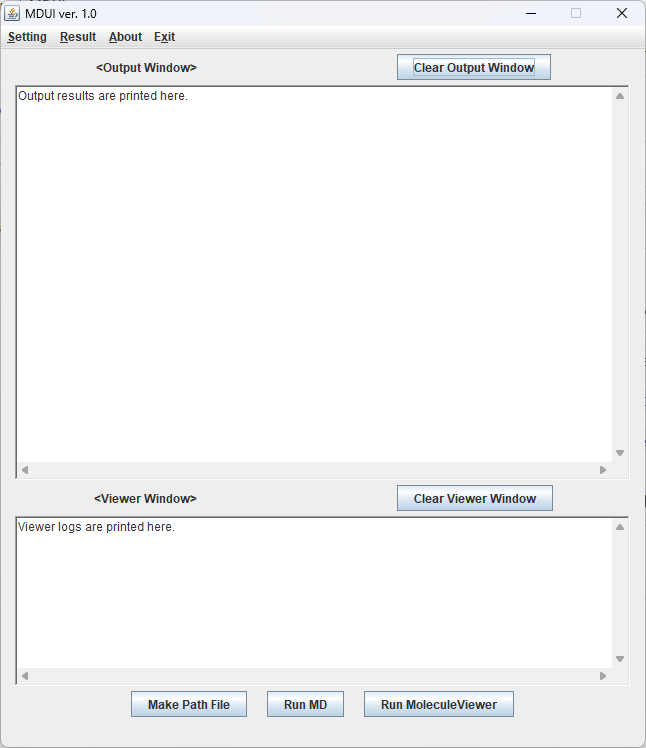 MDUI ver. 1.0
Setting Result About Exit
<Output Window> Clear Output Window
Output results are printed here.
<Viewer Window> Clear Viewer Window
Viewer logs are printed here.
Make Path File Run MD Run MoleculeViewer